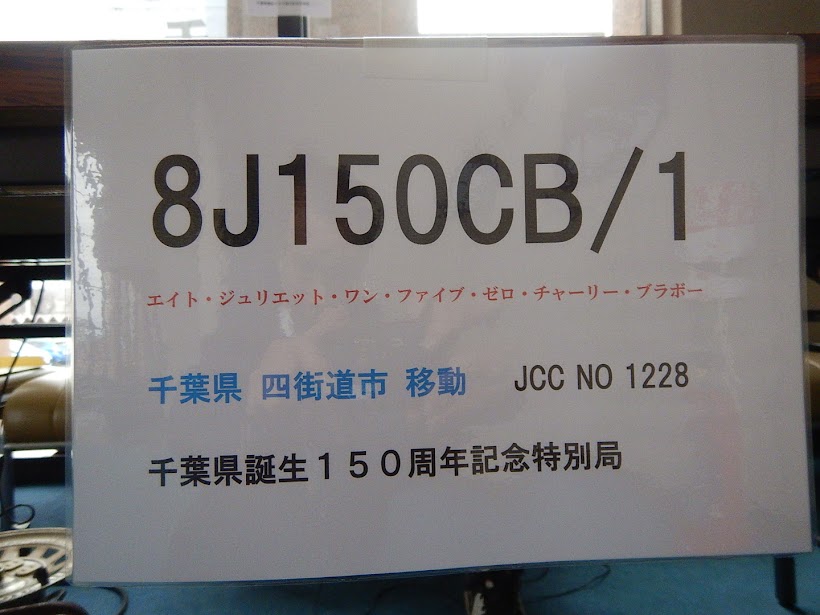 8J150CB/1
エイト・ジュリエット・ワン・ファイブ・ゼロ・チャーリー・ブラボー
千葉県 四街道市 移動 JCC NO 1228
千葉県誕生１５０周年記念特別局